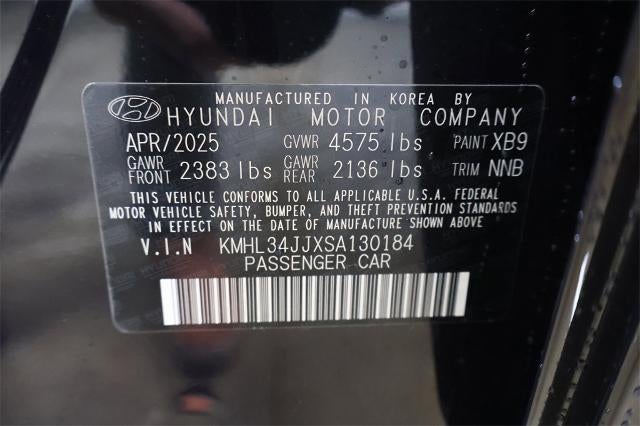 MANUFACTURED IN KOREA BY
HYUNDAI MOTOR COMPANY
APR/2025 GVWR 4575 lbs PAINT XB9
GAWR FRONT 2383 lbs GAWR REAR 2136 lbs TRIM NNB
THIS VEHICLE CONFORMS TO ALL APPLICABLE U.S.A. FEDERAL
MOTOR VEHICLE SAFETY, BUMPER, AND THEFT PREVENTION STANDARDS
IN EFFECT ON THE DATE OF MANUFACTURE SHOWN ABOVE
V.I.N KMHL34JJXSA130184
PASSENGER CAR